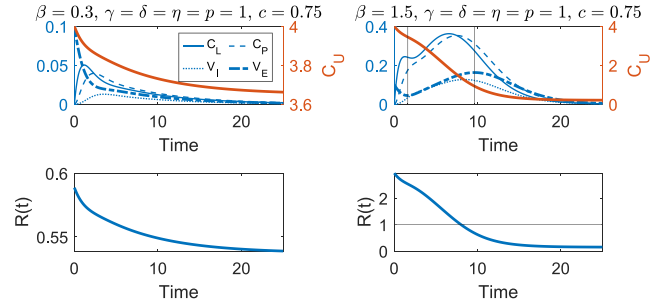 β = 0.3, γ = δ = η = p = 1, c = 0.75
0.1
0.05
0
C_L
C_P
V_I
V_E
4
3.8
3.6
C_U
0
10
20
Time
β = 1.5, γ = δ = η = p = 1, c = 0.75
0.4
0.2
0
4
2
0
C_U
0
10
20
Time
0.6
0.55
R(t)
0
10
20
Time
2
1
0
R(t)
0
10
20
Time